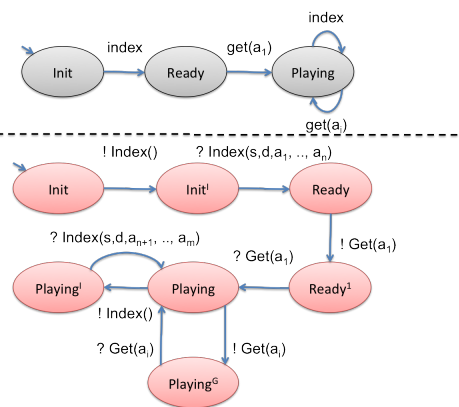 index
index
get(a1)
Init
Ready
Playing
get(ai)
! Index()
? Index(s,d,a1, .., an)
Init
InitI
Ready
? Index(s,d,an+1, .., am)
? Get(a1)
! Get(a1)
PlayingI
Playing
Ready1
! Index()
? Get(ai)
! Get(ai)
PlayingG